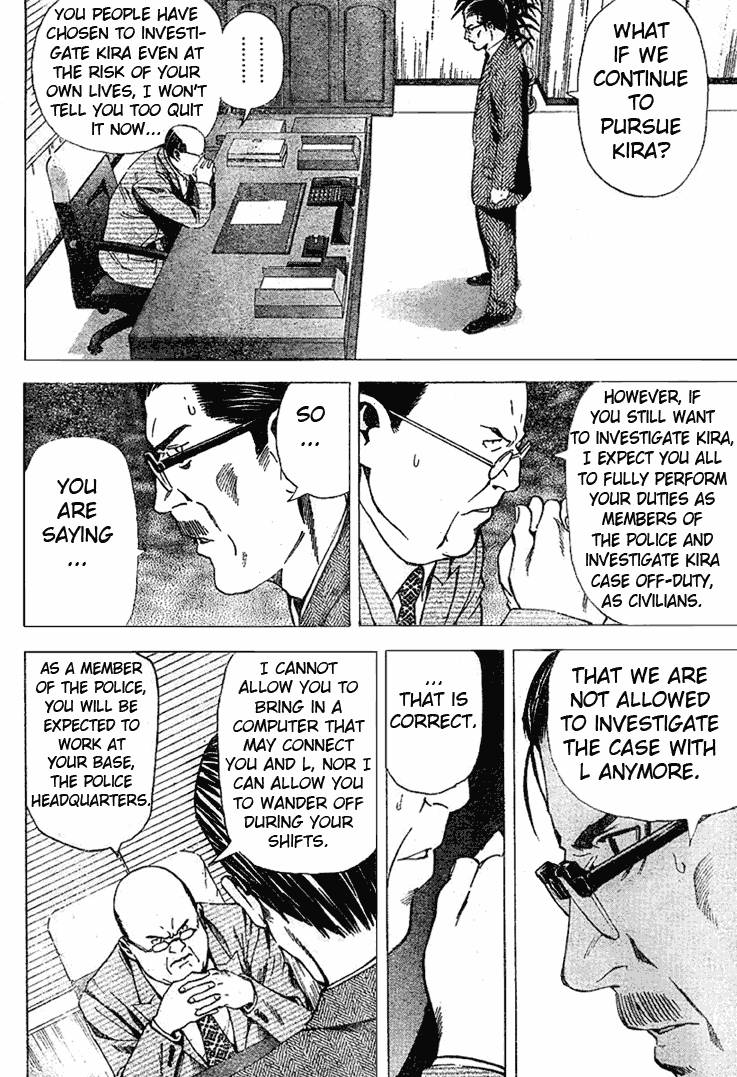 WHAT
IF WE
CONTINUE
TO
PURSUE
KIRA?
......
YOU PEOPLE HAVE
CHOSEN TO INVESTI-
GATE KIRA EVEN AT
THE RISK OF YOUR
OWN LIVES, I WON'T
TELL YOU TOO QUIT
IT NOW...
HOWEVER, IF
YOU STILL WANT
TO INVESTIGATE KIRA,
I EXPECT YOU ALL
TO FULLY PERFORM
YOUR DUTIES AS
MEMBERS OF
THE POLICE AND
INVESTIGATE KIRA
CASE OFF-DUTY,
AS CIVILIANS.
SO
...
YOU
ARE
SAYING
...
THAT WE ARE
NOT ALLOWED
TO INVESTIGATE
THE CASE WITH
L ANYMORE.
...
THAT IS
CORRECT.
I CANNOT
ALLOW YOU TO
BRING IN A
COMPUTER THAT
MAY CONNECT
YOU AND L, NOR I
CAN ALLOW YOU
TO WANDER OFF
DURING YOUR
SHIFTS.
AS A MEMBER
OF THE POLICE,
YOU WILL BE
EXPECTED TO
WORK AT
YOUR BASE,
THE POLICE
HEADQUARTERS.